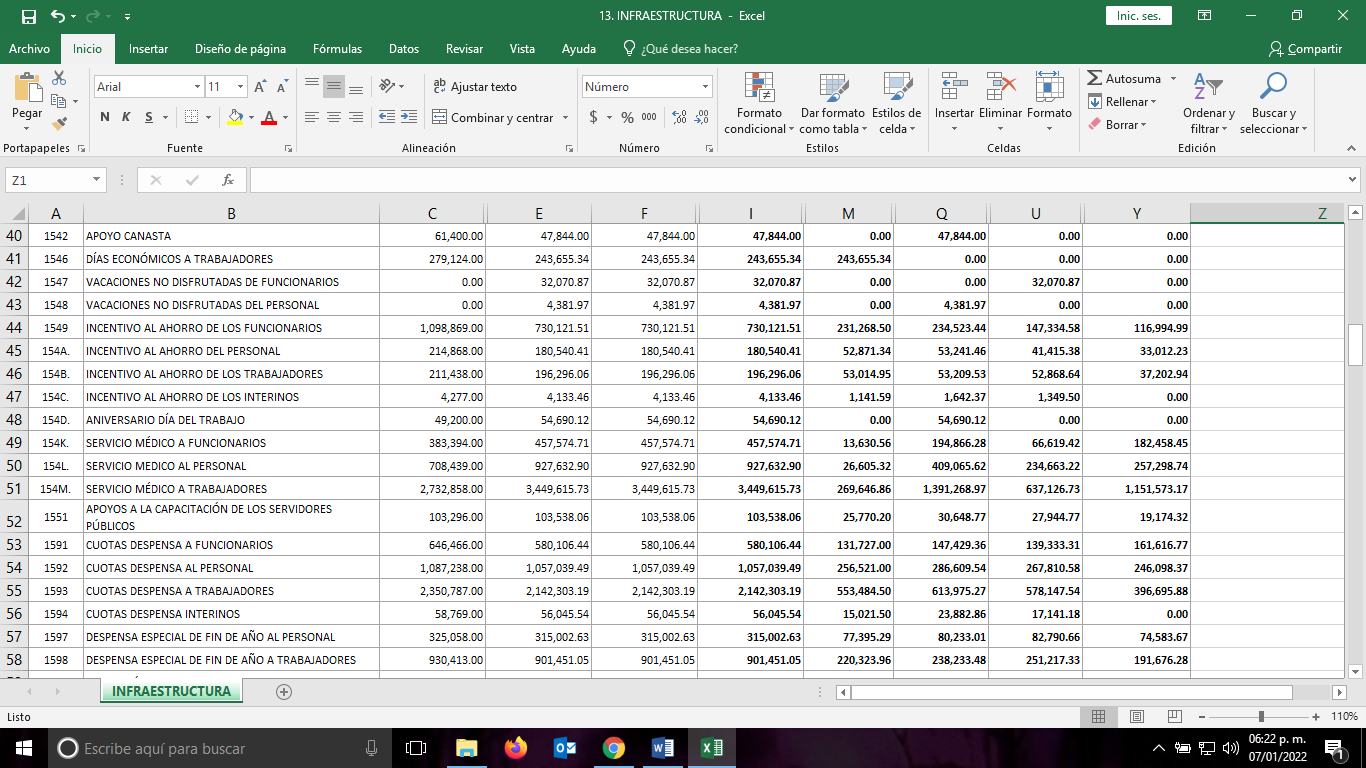 13. INFRAESTRUCTURA - Excel
Inic. ses.
Archivo Inicio Insertar Diseño de página Fórmulas Datos Revisar Vista Ayuda ¿Qué desea hacer? Compartir
Arial 11 Ajustar texto Número Autosuma
Pegar Rellenar
N K S Combinar y centrar $ % 000 Borrar
Formato condicional Dar formato como tabla Estilos de celda Insertar Eliminar Formato Ordenar y filtrar Buscar y seleccionar
Portapapeles Fuente Alineación Número Estilos Celdas Edición
Z1 fx
A B C E F I M Q U Y Z
40 1542 APOYO CANASTA 61,400.00 47,844.00 47,844.00 47,844.00 0.00 47,844.00 0.00 0.00
41 1546 DÍAS ECONÓMICOS A TRABAJADORES 279,124.00 243,655.34 243,655.34 243,655.34 243,655.34 0.00 0.00 0.00
42 1547 VACACIONES NO DISFRUTADAS DE FUNCIONARIOS 0.00 32,070.87 32,070.87 32,070.87 0.00 0.00 32,070.87 0.00
43 1548 VACACIONES NO DISFRUTADAS DEL PERSONAL 0.00 4,381.97 4,381.97 4,381.97 0.00 4,381.97 0.00 0.00
44 1549 INCENTIVO AL AHORRO DE LOS FUNCIONARIOS 1,098,869.00 730,121.51 730,121.51 730,121.51 231,268.50 234,523.44 147,334.58 116,994.99
45 154A. INCENTIVO AL AHORRO DEL PERSONAL 214,868.00 180,540.41 180,540.41 180,540.41 52,871.34 53,241.46 41,415.38 33,012.23
46 154B. INCENTIVO AL AHORRO DE LOS TRABAJADORES 211,438.00 196,296.06 196,296.06 196,296.06 53,014.95 53,209.53 52,868.64 37,202.94
47 154C. INCENTIVO AL AHORRO DE LOS INTERINOS 4,277.00 4,133.46 4,133.46 4,133.46 1,141.59 1,642.37 1,349.50 0.00
48 154D. ANIVERSARIO DÍA DEL TRABAJO 49,200.00 54,690.12 54,690.12 54,690.12 0.00 54,690.12 0.00 0.00
49 154K. SERVICIO MÉDICO A FUNCIONARIOS 383,394.00 457,574.71 457,574.71 457,574.71 13,630.56 194,866.28 66,619.42 182,458.45
50 154L. SERVICIO MEDICO AL PERSONAL 708,439.00 927,632.90 927,632.90 927,632.90 26,605.32 409,065.62 234,663.22 257,298.74
51 154M. SERVICIO MÉDICO A TRABAJADORES 2,732,858.00 3,449,615.73 3,449,615.73 3,449,615.73 269,646.86 1,391,268.97 637,126.73 1,151,573.17
52 1551 APOYOS A LA CAPACITACIÓN DE LOS SERVIDORES
PÚBLICOS 103,296.00 103,538.06 103,538.06 103,538.06 25,770.20 30,648.77 27,944.77 19,174.32
53 1591 CUOTAS DESPENSA A FUNCIONARIOS 646,466.00 580,106.44 580,106.44 580,106.44 131,727.00 147,429.36 139,333.31 161,616.77
54 1592 CUOTAS DESPENSA AL PERSONAL 1,087,238.00 1,057,039.49 1,057,039.49 1,057,039.49 256,521.00 286,609.54 267,810.58 246,098.37
55 1593 CUOTAS DESPENSA A TRABAJADORES 2,350,787.00 2,142,303.19 2,142,303.19 2,142,303.19 553,484.50 613,975.27 578,147.54 396,695.88
56 1594 CUOTAS DESPENSA INTERINOS 58,769.00 56,045.54 56,045.54 56,045.54 15,021.50 23,882.86 17,141.18 0.00
57 1597 DESPENSA ESPECIAL DE FIN DE AÑO AL PERSONAL 325,058.00 315,002.63 315,002.63 315,002.63 77,395.29 80,233.01 82,790.66 74,583.67
58 1598 DESPENSA ESPECIAL DE FIN DE AÑO A TRABAJADORES 930,413.00 901,451.05 901,451.05 901,451.05 220,323.96 238,233.48 251,217.33 191,676.28
INFRAESTRUCTURA
Listo 110%
Escribe aquí para buscar 06:22 p. m.
07/01/2022 1